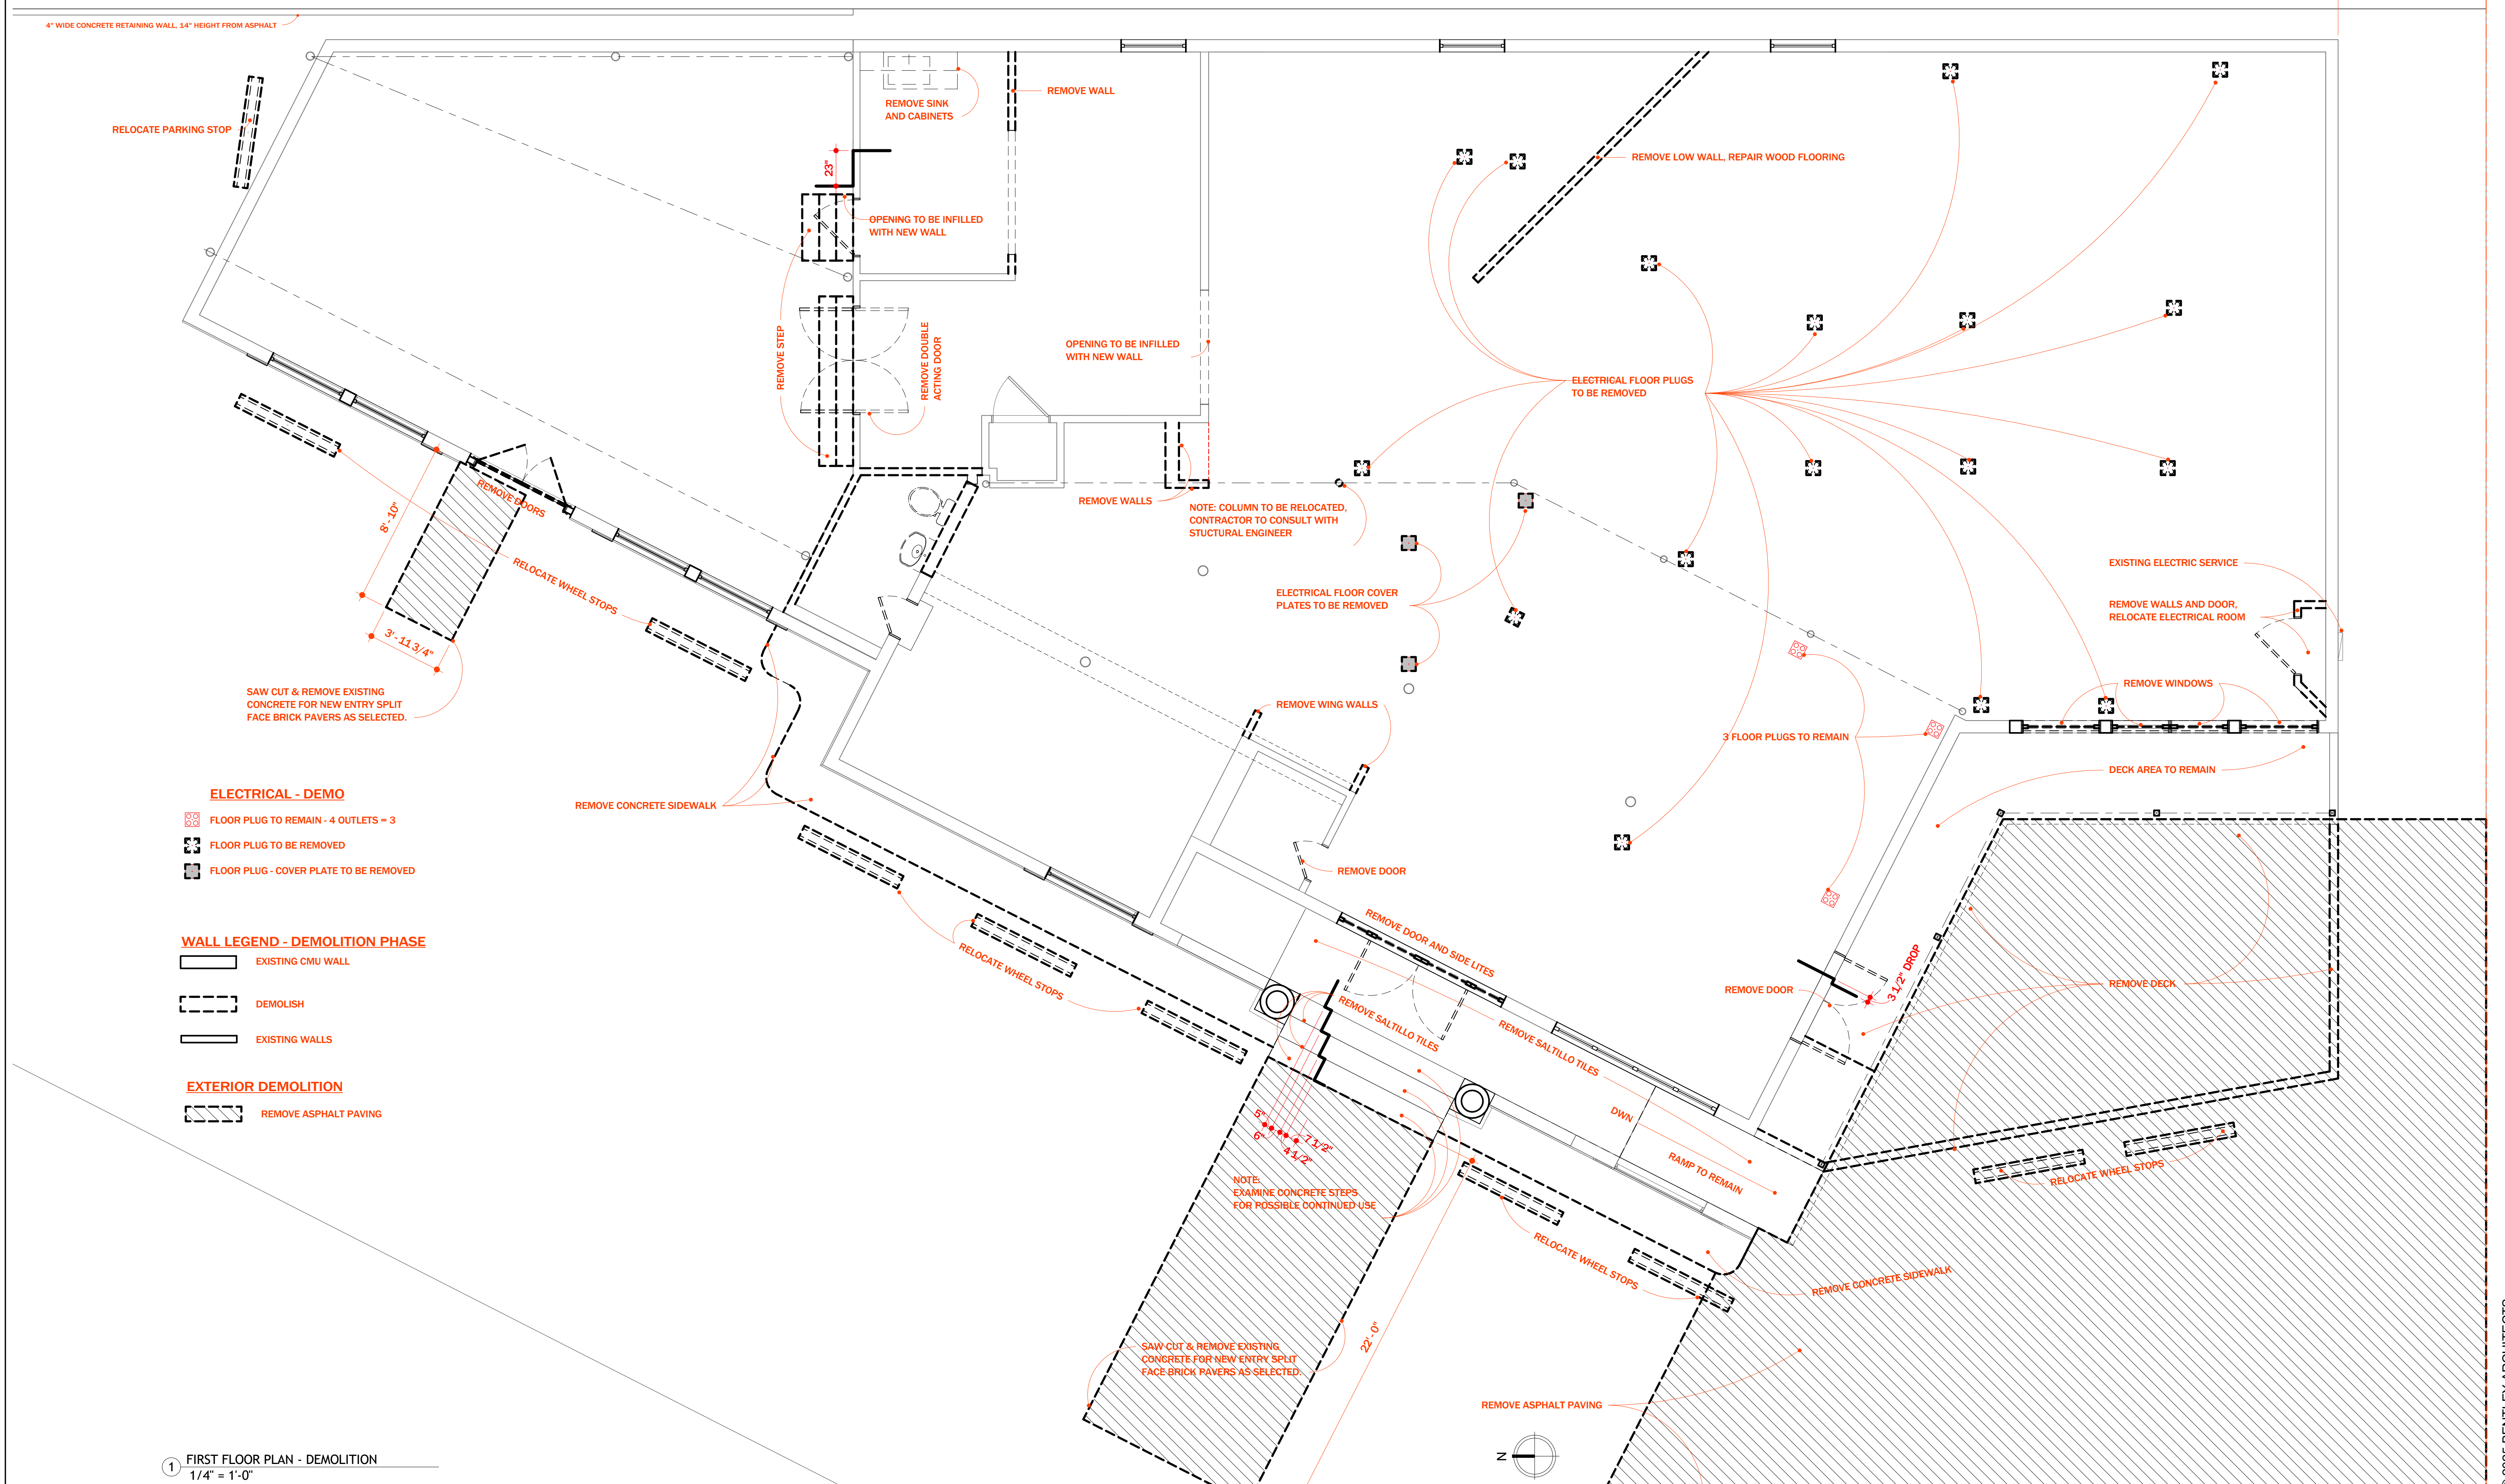 4" WIDE CONCRETE RETAINING WALL, 14" HEIGHT FROM ASPHALT
RELOCATE PARKING STOP
REMOVE SINK
AND CABINETS
REMOVE WALL
23"
OPENING TO BE INFILLED
WITH NEW WALL
REMOVE LOW WALL, REPAIR WOOD FLOORING
REMOVE STEP
REMOVE DOUBLE
ACTING DOOR
OPENING TO BE INFILLED
WITH NEW WALL
ELECTRICAL FLOOR PLUGS
TO BE REMOVED
REMOVE DOORS
8'-10"
3'-11 3/4"
RELOCATE WHEEL STOPS
REMOVE WALLS
NOTE: COLUMN TO BE RELOCATED,
CONTRACTOR TO CONSULT WITH
STUCTURAL ENGINEER
ELECTRICAL FLOOR COVER
PLATES TO BE REMOVED
EXISTING ELECTRIC SERVICE
REMOVE WALLS AND DOOR,
RELOCATE ELECTRICAL ROOM
REMOVE WINDOWS
SAW CUT & REMOVE EXISTING
CONCRETE FOR NEW ENTRY SPLIT
FACE BRICK PAVERS AS SELECTED.
REMOVE WING WALLS
3 FLOOR PLUGS TO REMAIN
DECK AREA TO REMAIN
REMOVE CONCRETE SIDEWALK
ELECTRICAL - DEMO
FLOOR PLUG TO REMAIN - 4 OUTLETS = 3
FLOOR PLUG TO BE REMOVED
FLOOR PLUG - COVER PLATE TO BE REMOVED
REMOVE DOOR
WALL LEGEND - DEMOLITION PHASE
EXISTING CMU WALL
DEMOLISH
EXISTING WALLS
EXTERIOR DEMOLITION
REMOVE ASPHALT PAVING
RELOCATE WHEEL STOPS
REMOVE DOOR AND SIDE LITES
REMOVE SALTILLO TILES
REMOVE SALTILLO TILES
REMOVE DOOR
3 1/2" DROP
REMOVE DECK
5"
6"
4 1/2"
7 1/2"
DWN
RAMP TO REMAIN
NOTE:
EXAMINE CONCRETE STEPS
FOR POSSIBLE CONTINUED USE
RELOCATE WHEEL STOPS
RELOCATE WHEEL STOPS
REMOVE CONCRETE SIDEWALK
22'-0"
SAW CUT & REMOVE EXISTING
CONCRETE FOR NEW ENTRY SPLIT
FACE BRICK PAVERS AS SELECTED.
REMOVE ASPHALT PAVING
N
1 FIRST FLOOR PLAN - DEMOLITION
1/4" = 1'-0"
BENTLEY ARCHITECTS